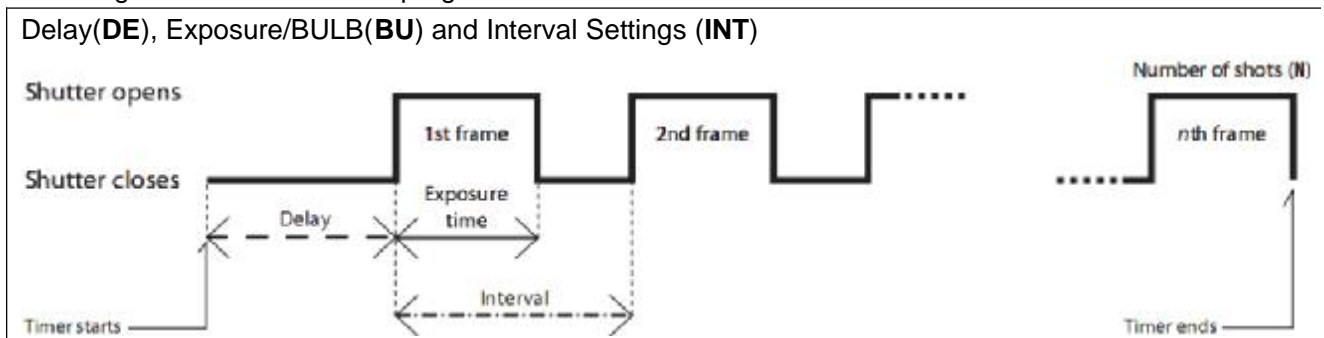 Delay(DE), Exposure/BULB(BU) and Interval Settings (INT)
Number of shots (N)
Shutter opens
1st frame
2nd frame
nth frame
Shutter closes
Exposure
time
Delay
Interval
Timer starts
Timer ends